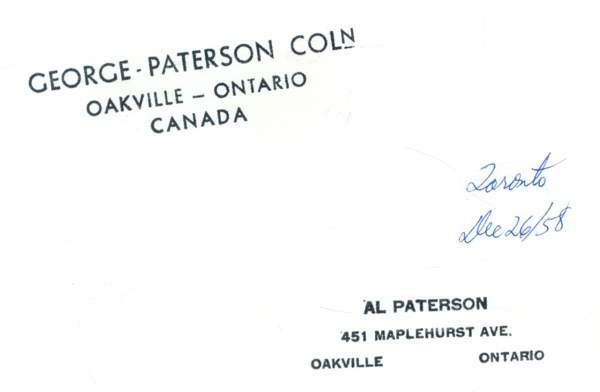 GEORGE-PATERSON COLN
OAKVILLE – ONTARIO
CANADA
Toronto
Dec 26/58
AL PATERSON
451 MAPLEHURST AVE.
OAKVILLE ONTARIO